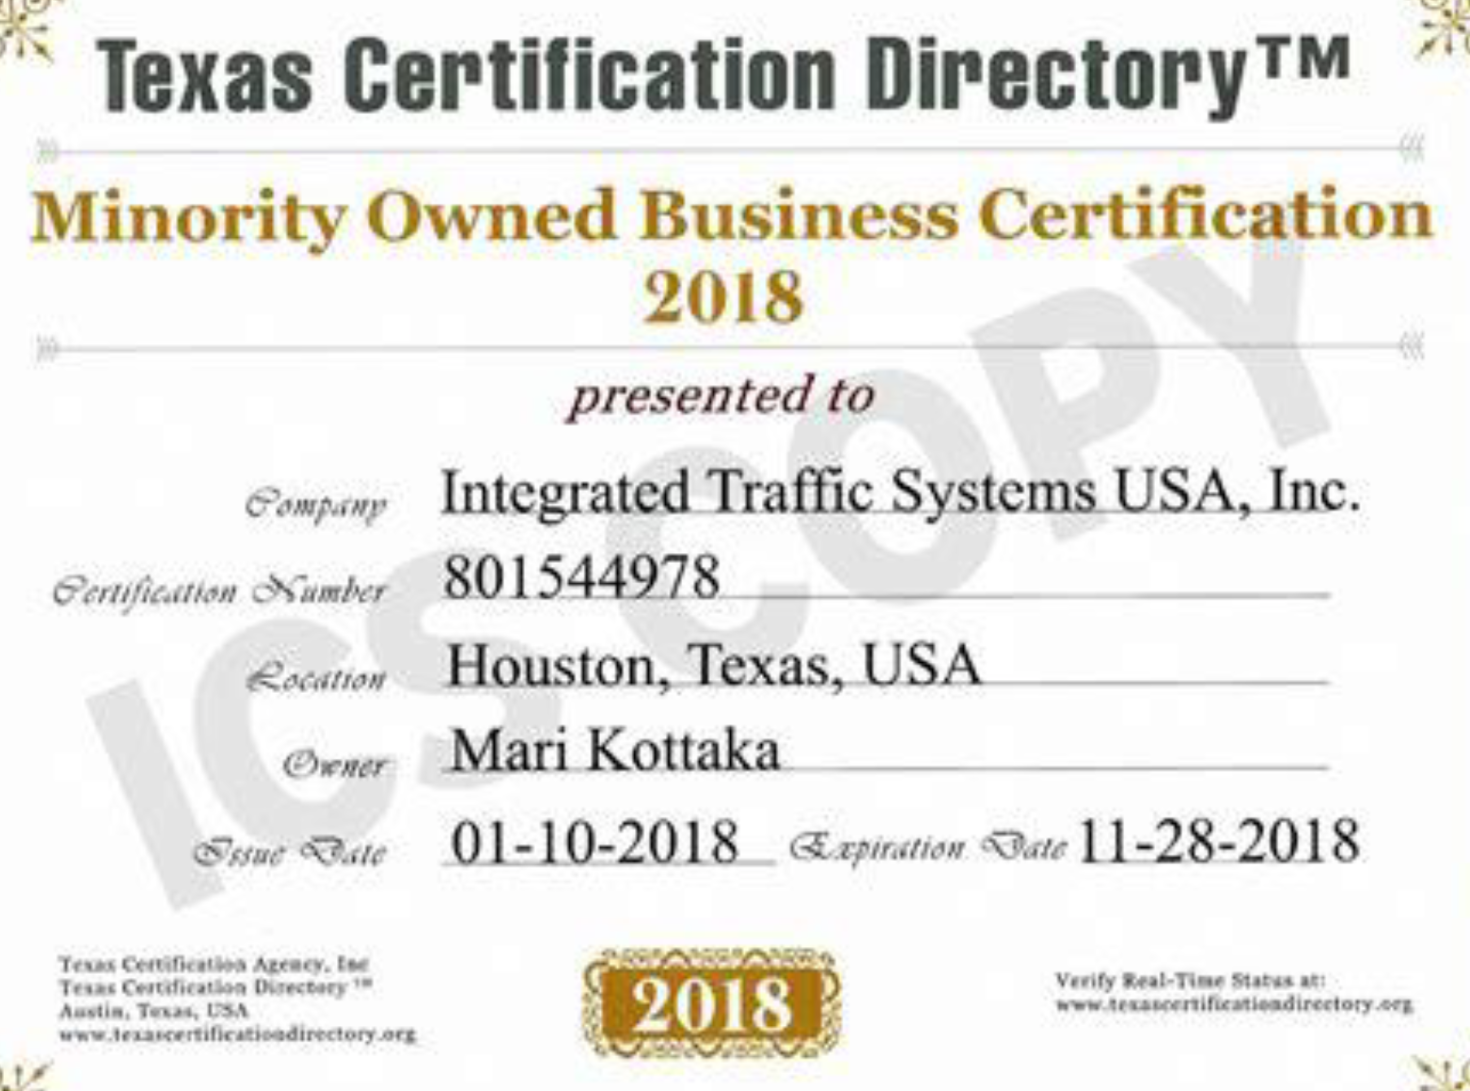 Texas Certification Directory™
Minority Owned Business Certification
2018
presented to
Company Integrated Traffic Systems USA, Inc.
Certification Number 801544978
Location Houston, Texas, USA
Owner Mari Kottaka
Issue Date 01-10-2018 Expiration Date 11-28-2018
ICS COPY
Texas Certification Agency, Inc
Texas Certification Directory ™
Austin, Texas, USA
www.texascertificationdirectory.org
2018
Verify Real-Time Status at:
www.texascertificationdirectory.org